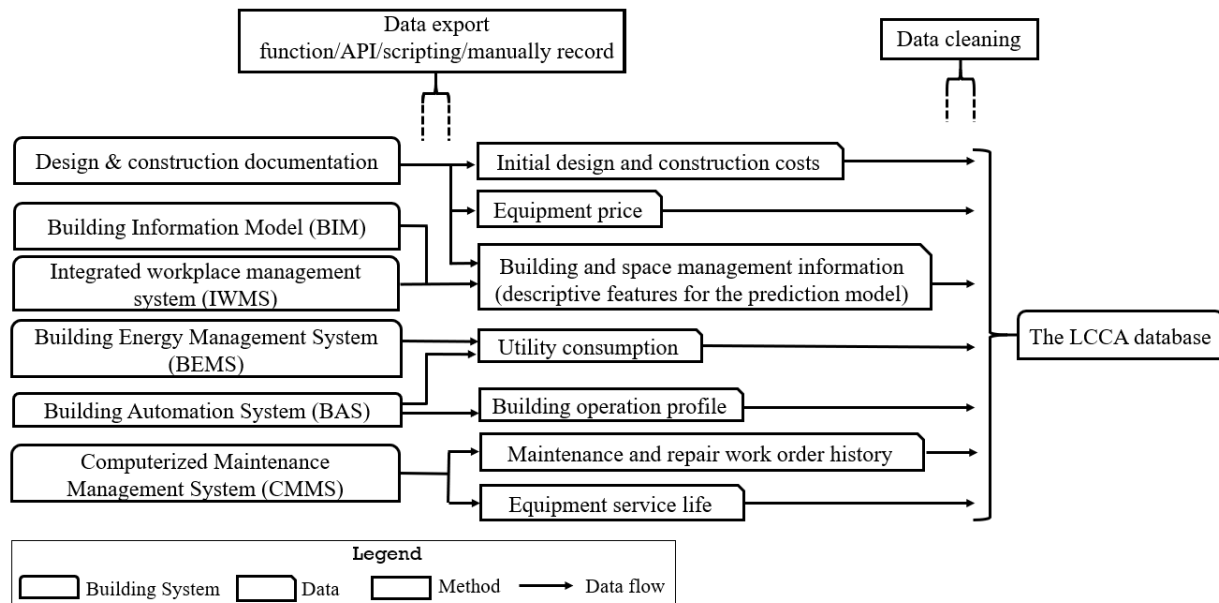 Data export
function/API/scripting/manually record
Data cleaning
Design & construction documentation
Initial design and construction costs
Building Information Model (BIM)
Equipment price
Integrated workplace management
system (IWMS)
Building and space management information
(descriptive features for the prediction model)
Building Energy Management System
(BEMS)
Utility consumption
The LCCA database
Building Automation System (BAS)
Building operation profile
Computerized Maintenance
Management System (CMMS)
Maintenance and repair work order history
Equipment service life
Legend
Building System
Data
Method
Data flow